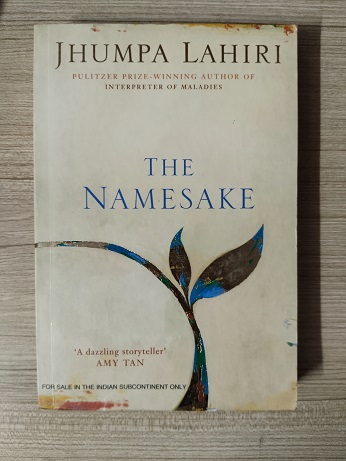 JHUMPA LAHIRI
PULITZER PRIZE-WINNING AUTHOR OF
INTERPRETER OF MALADIES
THE
NAMESAKE
'A dazzling storyteller'
AMY TAN
FOR SALE IN THE INDIAN SUBCONTINENT ONLY